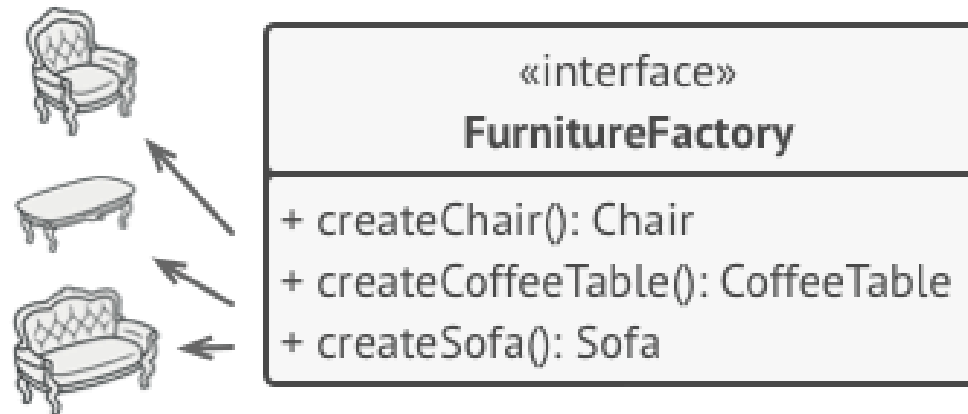 «interface»
FurnitureFactory
+ createChair(): Chair
+ createCoffeeTable(): CoffeeTable
+ createSofa(): Sofa